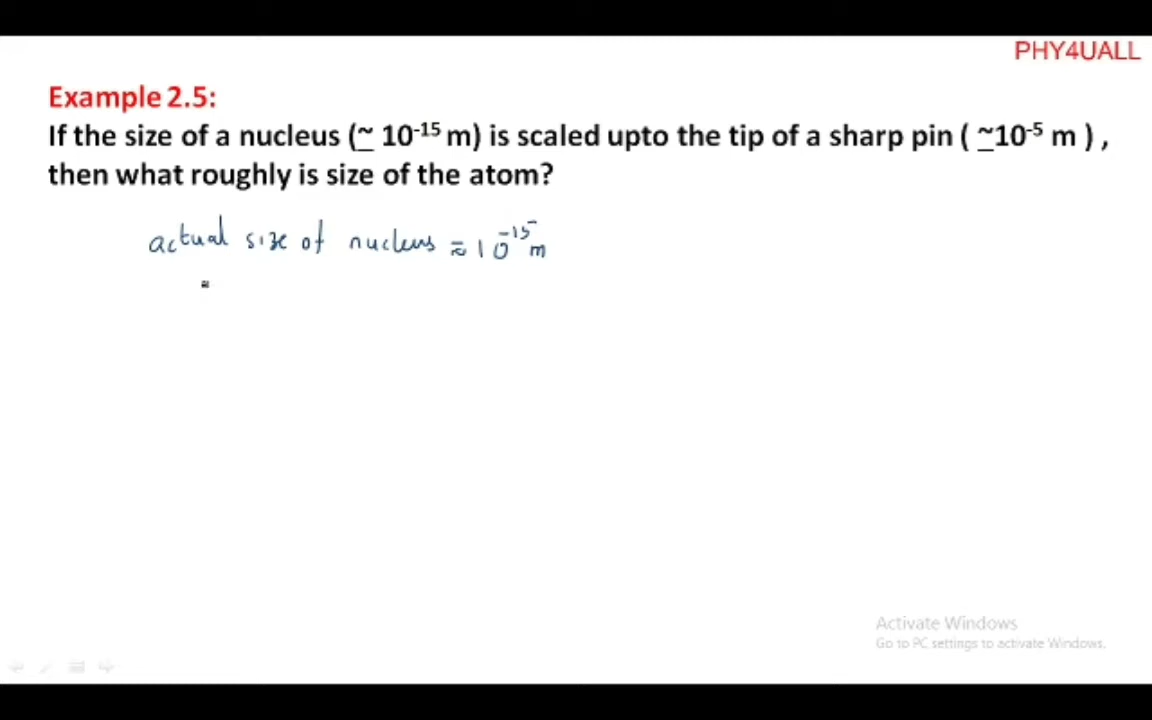 PHY4UALL
Example 2.5:
If the size of a nucleus (≃ 10⁻¹⁵ m) is scaled upto the tip of a sharp pin ( ≃10⁻⁵ m ) ,
then what roughly is size of the atom?
actual size of nucleus ≈ 10⁻¹⁵ m
Activate Windows
Go to PC settings to activate Windows.